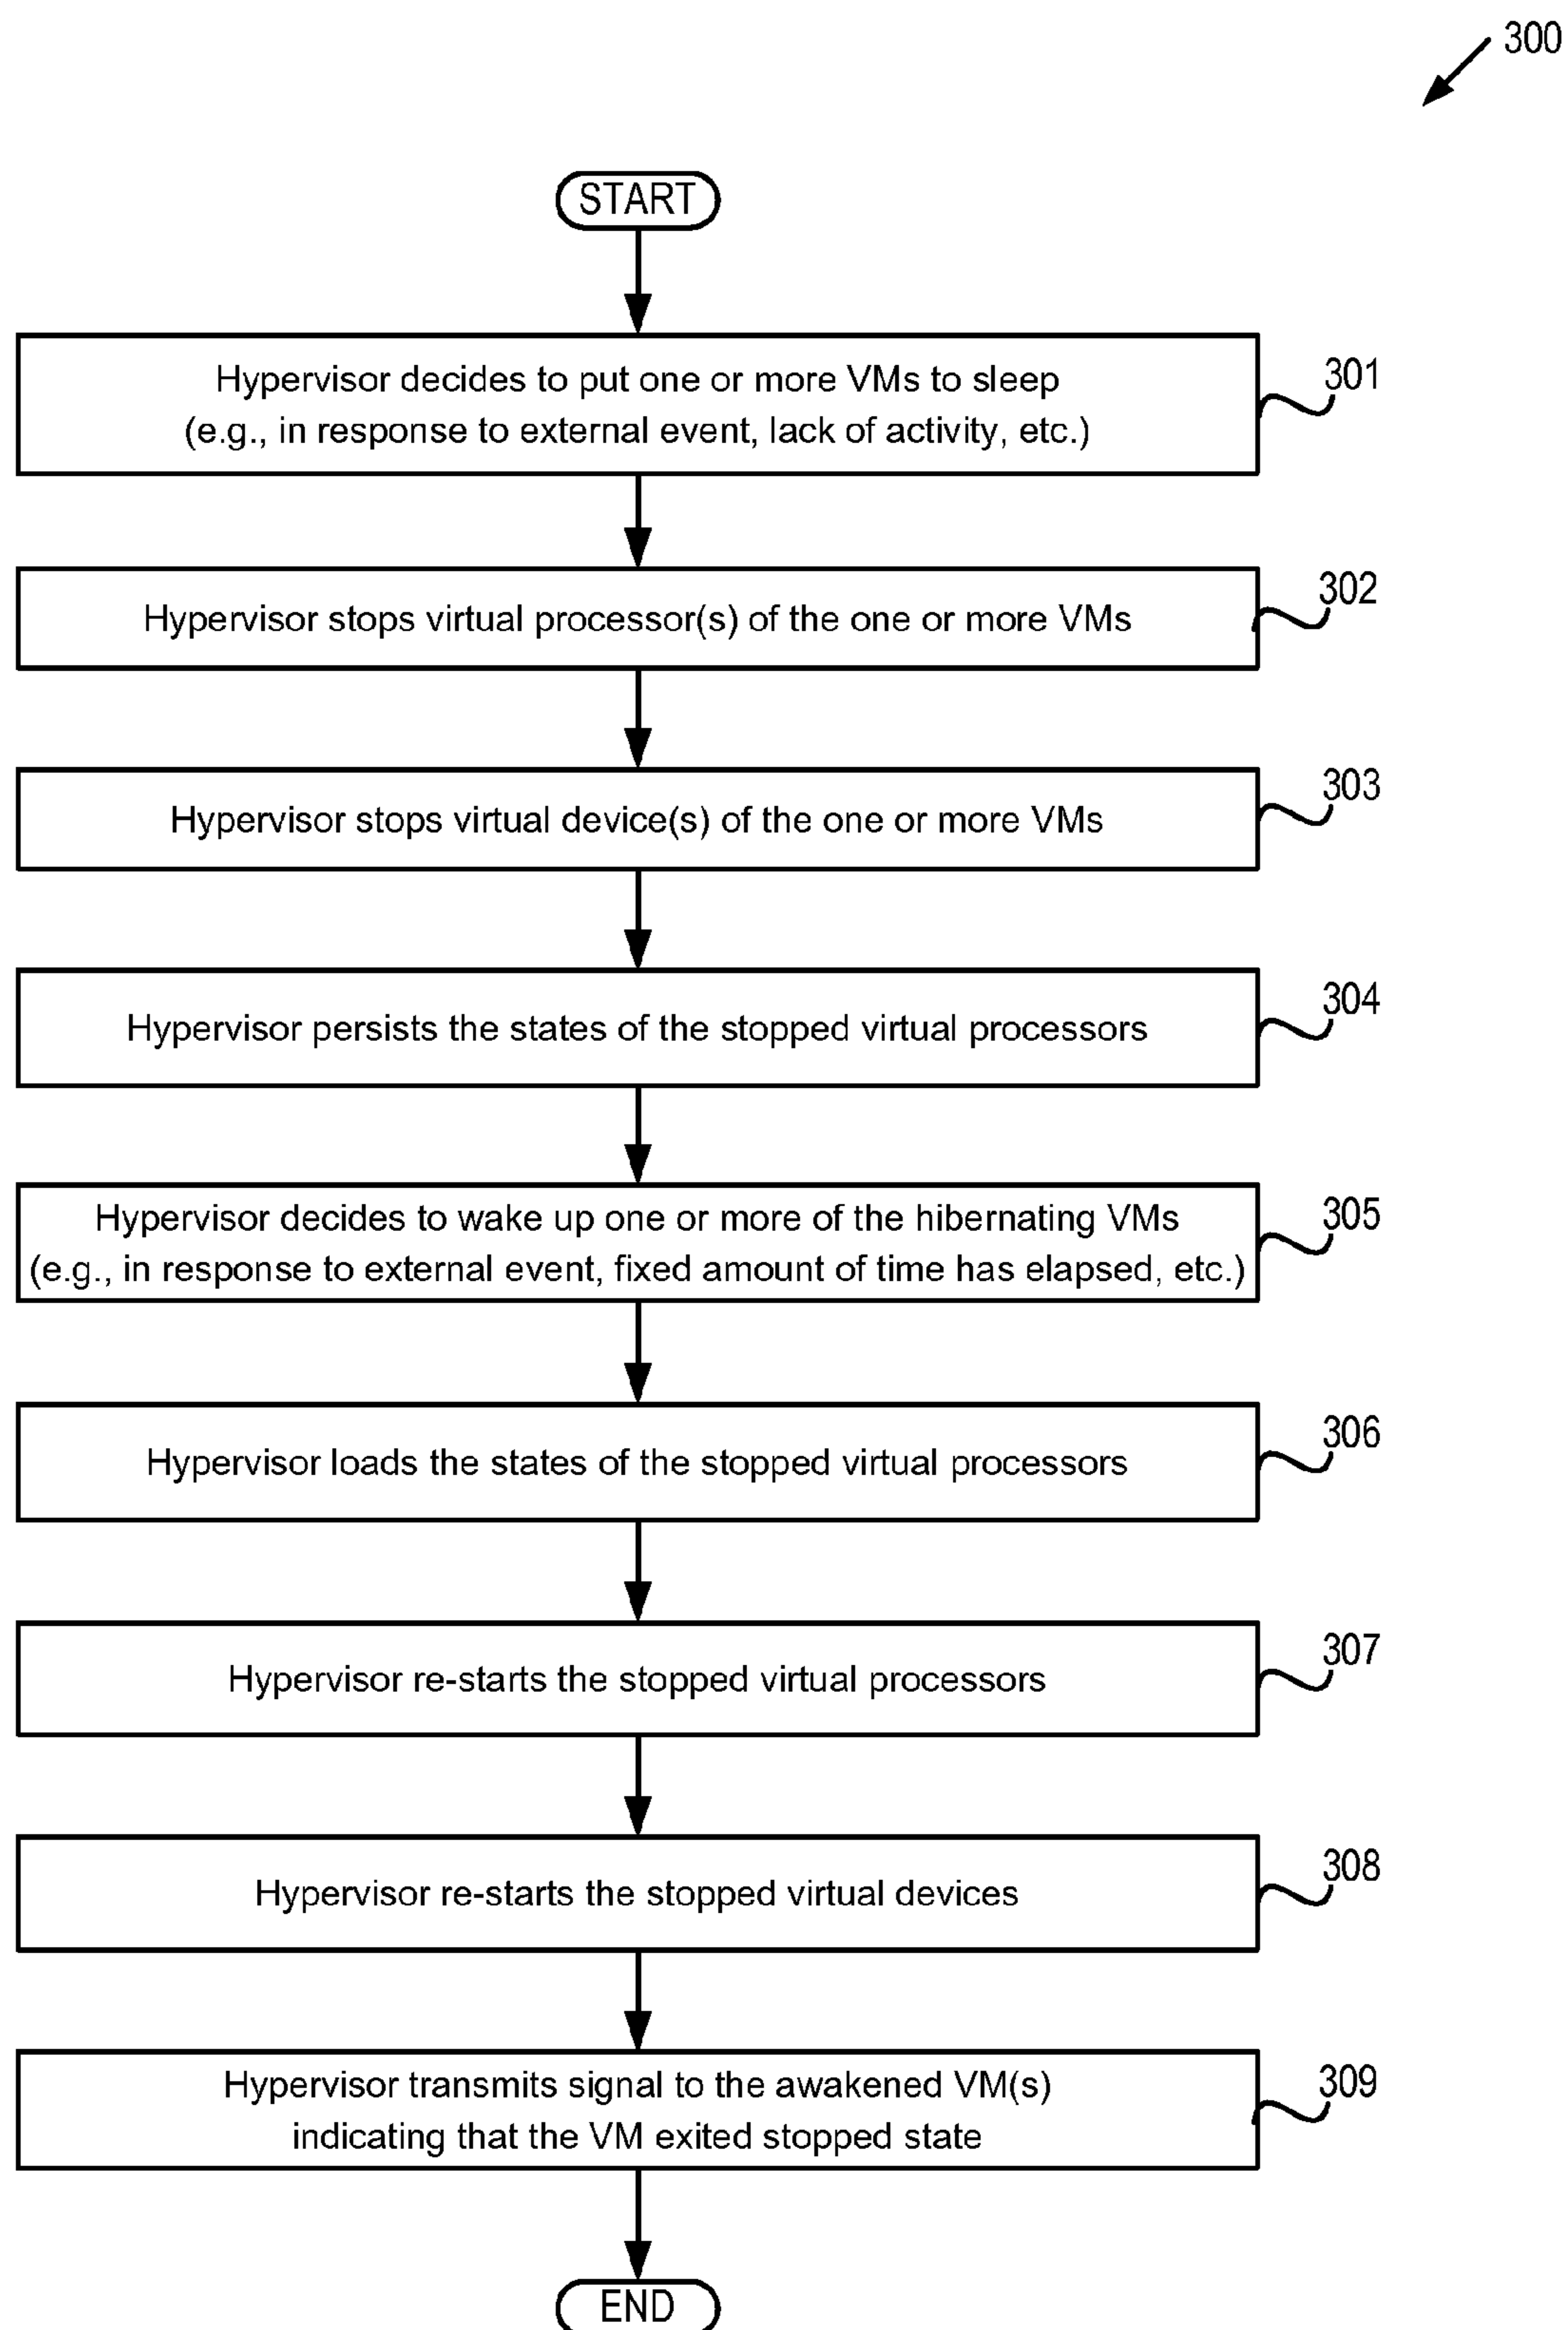 300
START
Hypervisor decides to put one or more VMs to sleep
(e.g., in response to external event, lack of activity, etc.)
301
Hypervisor stops virtual processor(s) of the one or more VMs
302
Hypervisor stops virtual device(s) of the one or more VMs
303
Hypervisor persists the states of the stopped virtual processors
304
Hypervisor decides to wake up one or more of the hibernating VMs
(e.g., in response to external event, fixed amount of time has elapsed, etc.)
305
Hypervisor loads the states of the stopped virtual processors
306
Hypervisor re-starts the stopped virtual processors
307
Hypervisor re-starts the stopped virtual devices
308
Hypervisor transmits signal to the awakened VM(s)
indicating that the VM exited stopped state
309
END